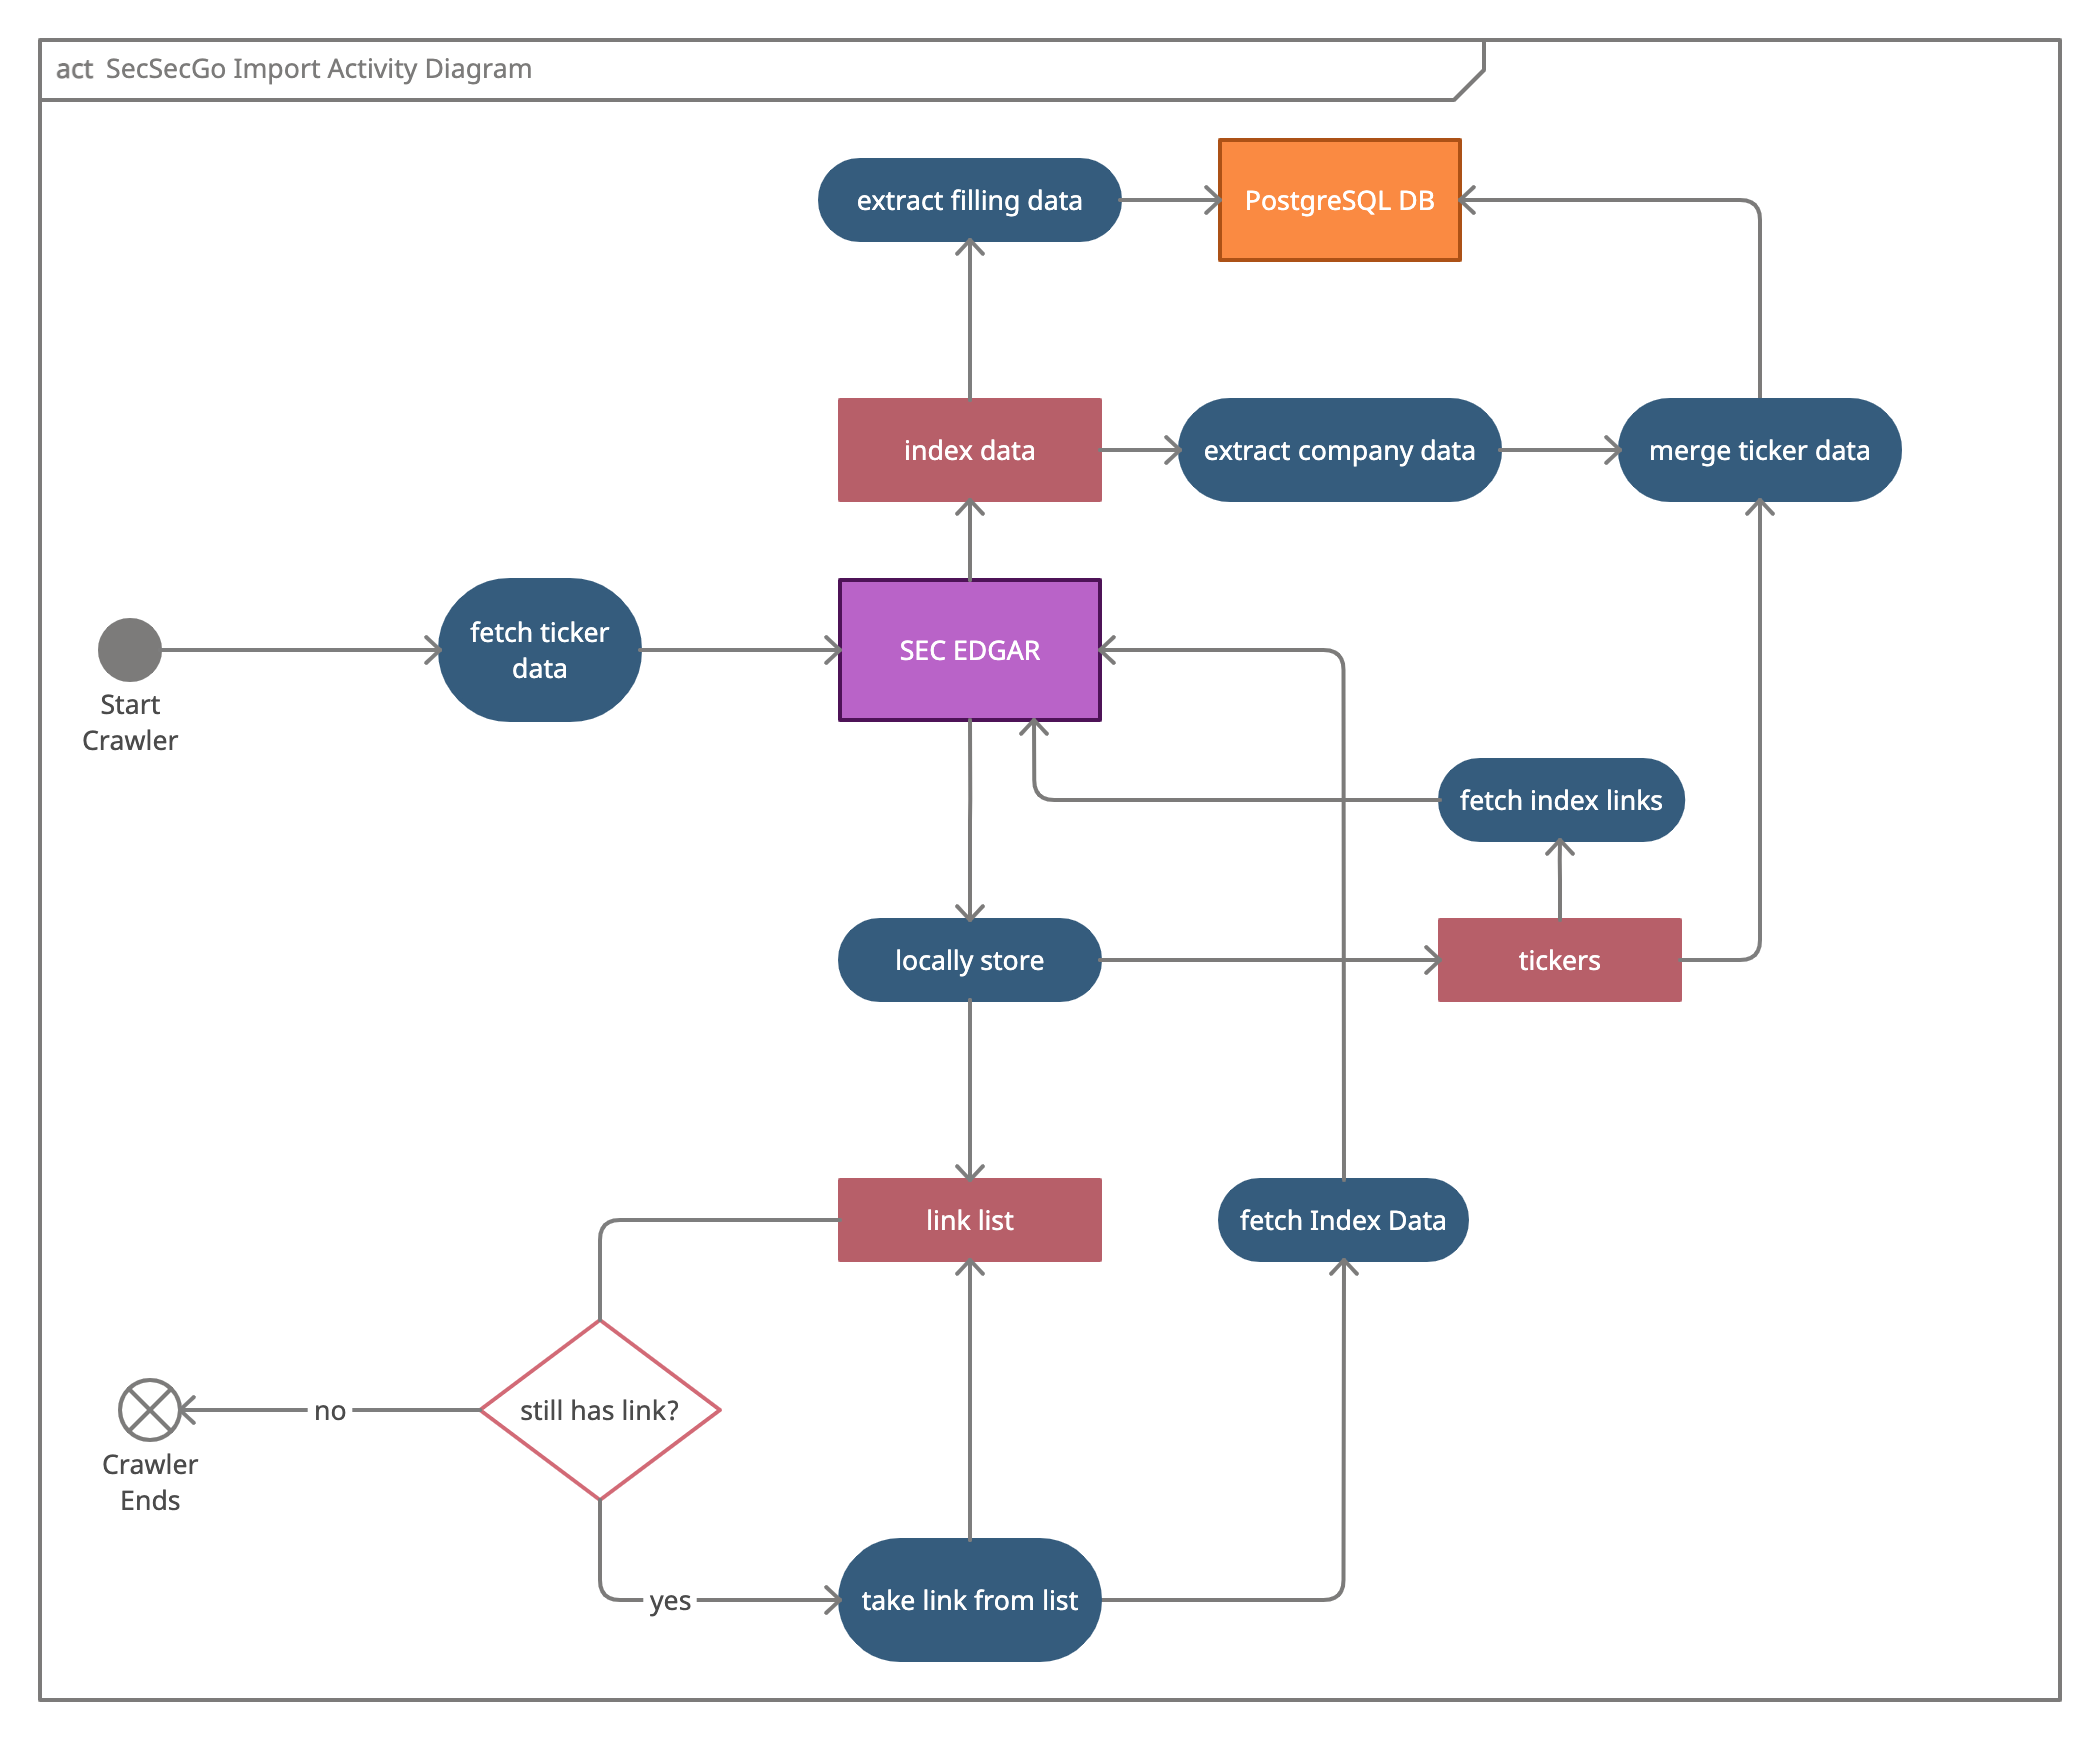 act SecSecGo Import Activity Diagram
extract filling data
PostgreSQL DB
index data
extract company data
merge ticker data
fetch ticker
data
SEC EDGAR
Start
Crawler
fetch index links
locally store
tickers
link list
fetch Index Data
still has link?
no
Crawler
Ends
yes
take link from list